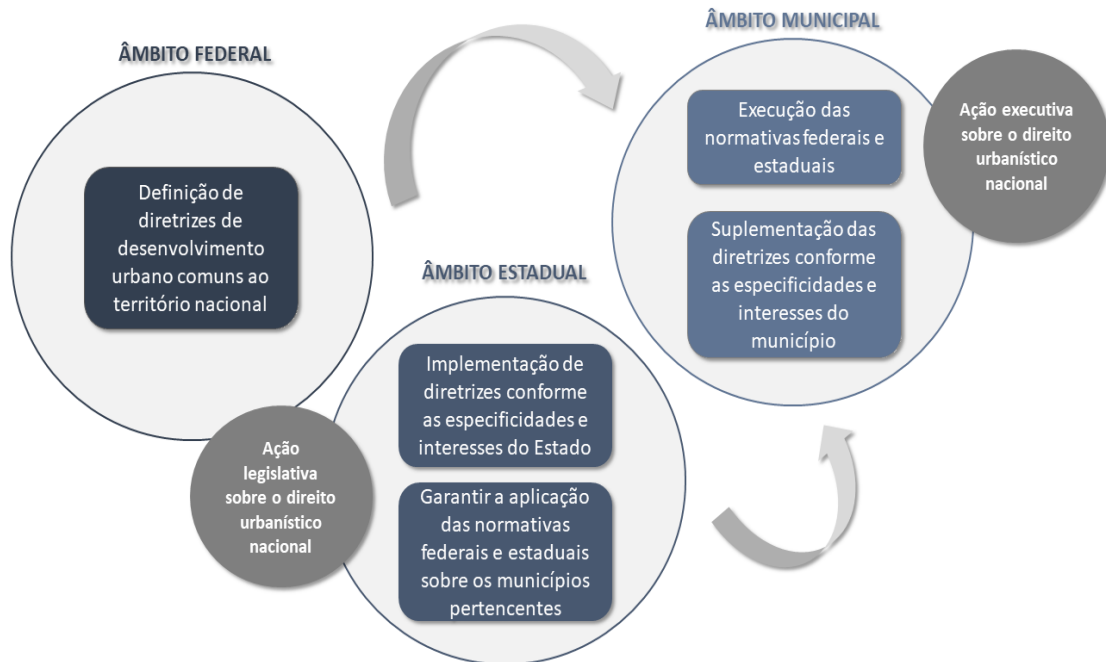 ÂMBITO FEDERAL
Definição de
diretrizes de
desenvolvimento
urbano comuns ao
território nacional
ÂMBITO ESTADUAL
Implementação de
diretrizes conforme
as especificidades e
interesses do Estado
Garantir a aplicação
das normativas
federais e estaduais
sobre os municípios
pertencentes
Ação
legislativa
sobre o direito
urbanístico
nacional
ÂMBITO MUNICIPAL
Execução das
normativas federais e
estaduais
Suplementação das
diretrizes conforme
as especificidades e
interesses do
município
Ação executiva
sobre o direito
urbanístico
nacional